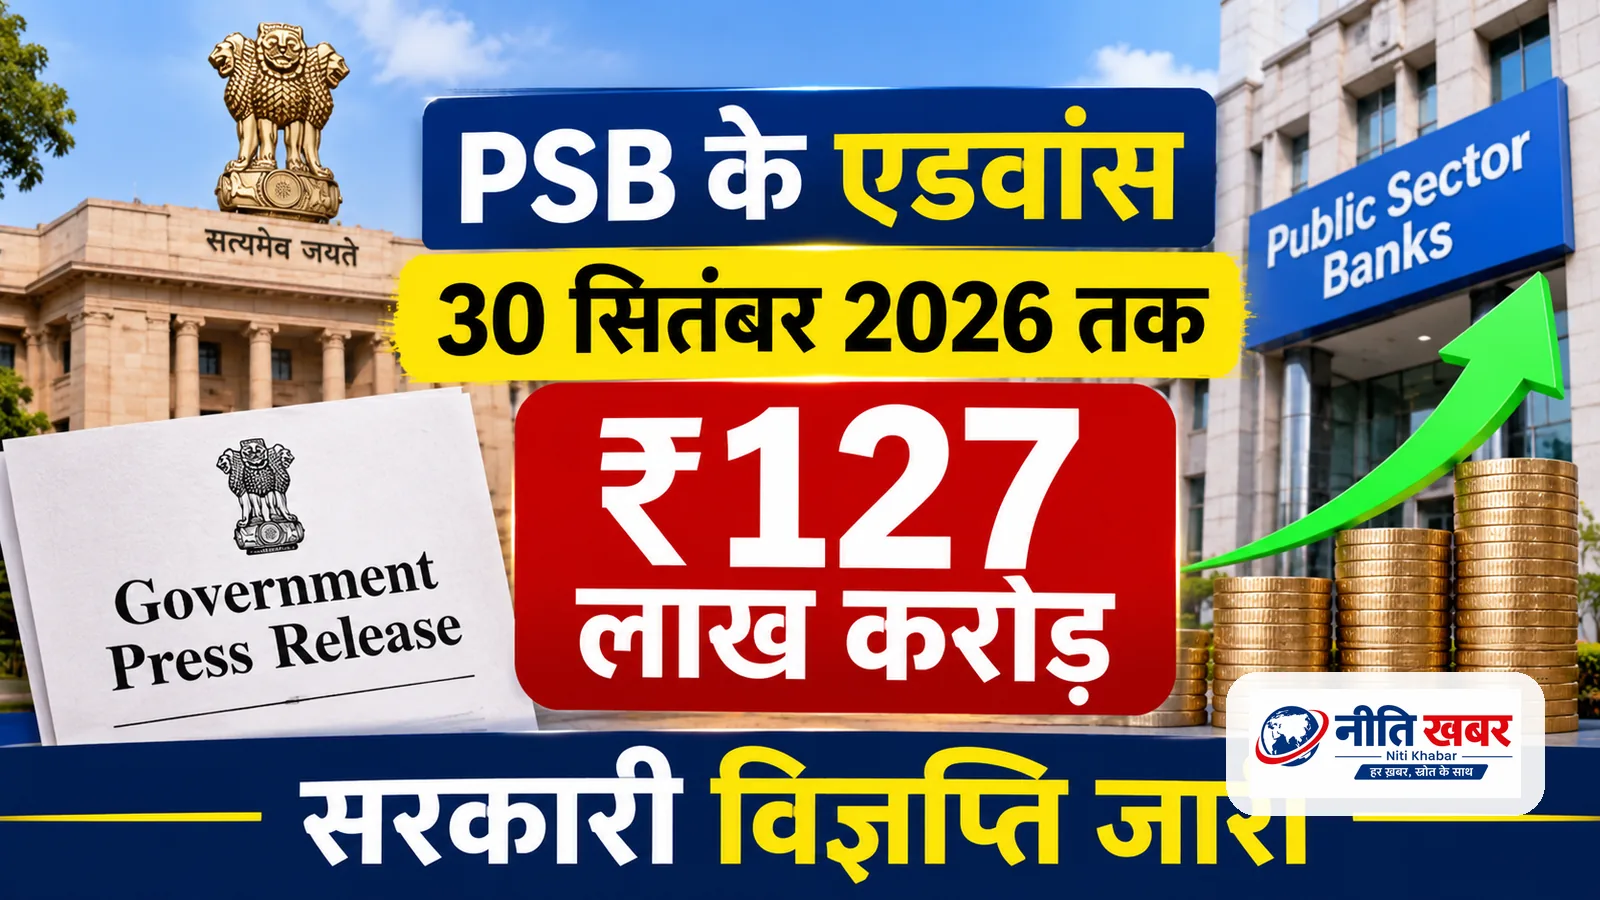 सत्यमेव जयते
PSB के एडवांस
30 सितंबर 2026 तक
₹127
लाख करोड़
Public Sector
Banks
Government
Press Release
नीति खबर
Niti Khabar
हर ख़बर, स्रोत के साथ
सरकारी विज्ञप्ति जारी